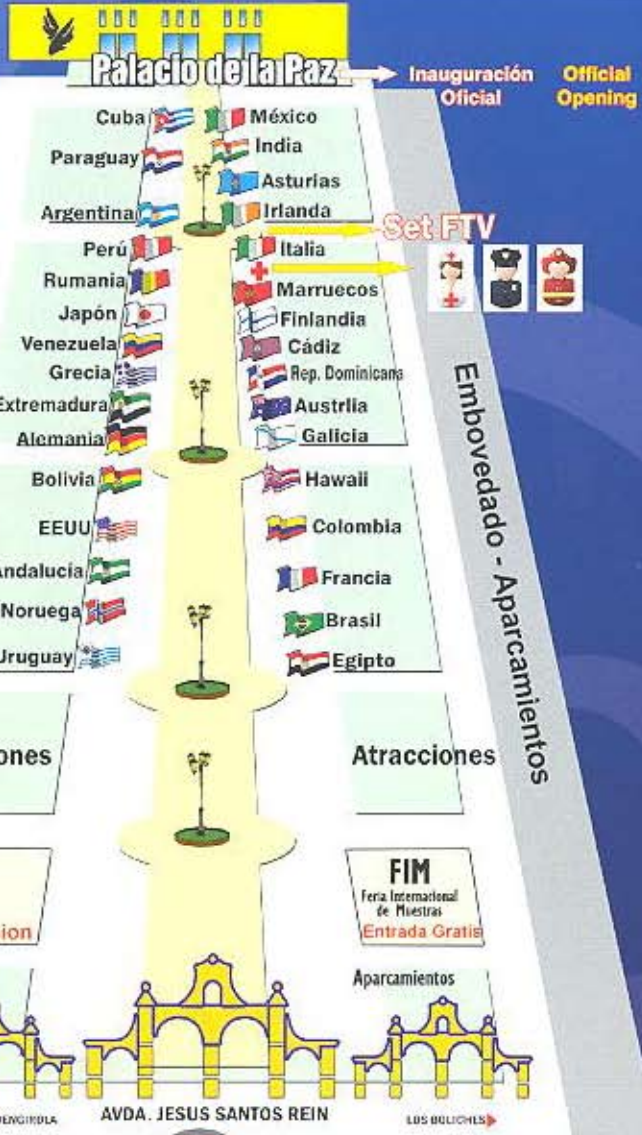 Palacio de la Paz
Inauguración
Oficial
Official
Opening
Cuba
México
Paraguay
India
Asturias
Argentina
Irlanda
Set FTV
Perú
Italia
Rumania
Marruecos
Japón
Finlandia
Venezuela
Cádiz
Grecia
Rep. Dominicana
Extremadura
Austrlia
Alemania
Galicia
Bolivia
Hawaii
EEUU
Colombia
Andalucía
Francia
Noruega
Brasil
Uruguay
Egipto
Embovedado - Aparcamientos
ones
Atracciones
FIM
Feria Internacional
de Muestras
Entrada Gratis
ion
Aparcamientos
AVDA. JESUS SANTOS REIN
LOS BOLICHES